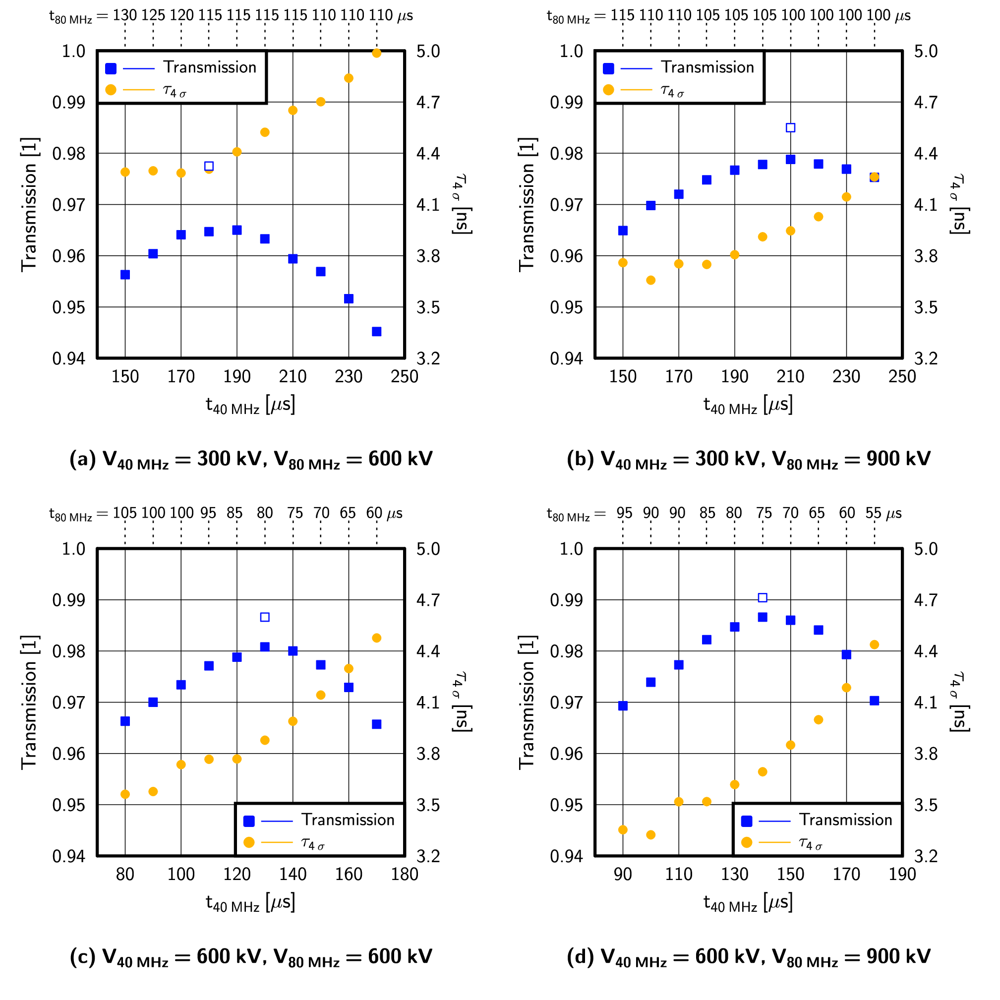 t80 MHz = 130 125 120 115 115 115 115 110 110 110 μs
1.0
0.99
0.98
0.97
0.96
0.95
0.94
Transmission [1]
Transmission
τ4 σ
5.0
4.7
4.4
4.1
3.8
3.5
3.2
τ4 σ [ns]
150 170 190 210 230 250
t40 MHz [μs]
(a) V40 MHz = 300 kV, V80 MHz = 600 kV
t80 MHz = 115 110 110 105 105 105 100 100 100 100 μs
1.0
0.99
0.98
0.97
0.96
0.95
0.94
Transmission [1]
Transmission
τ4 σ
5.0
4.7
4.4
4.1
3.8
3.5
3.2
τ4 σ [ns]
150 170 190 210 230 250
t40 MHz [μs]
(b) V40 MHz = 300 kV, V80 MHz = 900 kV
t80 MHz = 105 100 100 95 85 80 75 70 65 60 μs
1.0
0.99
0.98
0.97
0.96
0.95
0.94
Transmission [1]
Transmission
τ4 σ
5.0
4.7
4.4
4.1
3.8
3.5
3.2
τ4 σ [ns]
80 100 120 140 160 180
t40 MHz [μs]
(c) V40 MHz = 600 kV, V80 MHz = 600 kV
t80 MHz = 95 90 90 85 80 75 70 65 60 55 μs
1.0
0.99
0.98
0.97
0.96
0.95
0.94
Transmission [1]
Transmission
τ4 σ
5.0
4.7
4.4
4.1
3.8
3.5
3.2
τ4 σ [ns]
90 110 130 150 170 190
t40 MHz [μs]
(d) V40 MHz = 600 kV, V80 MHz = 900 kV